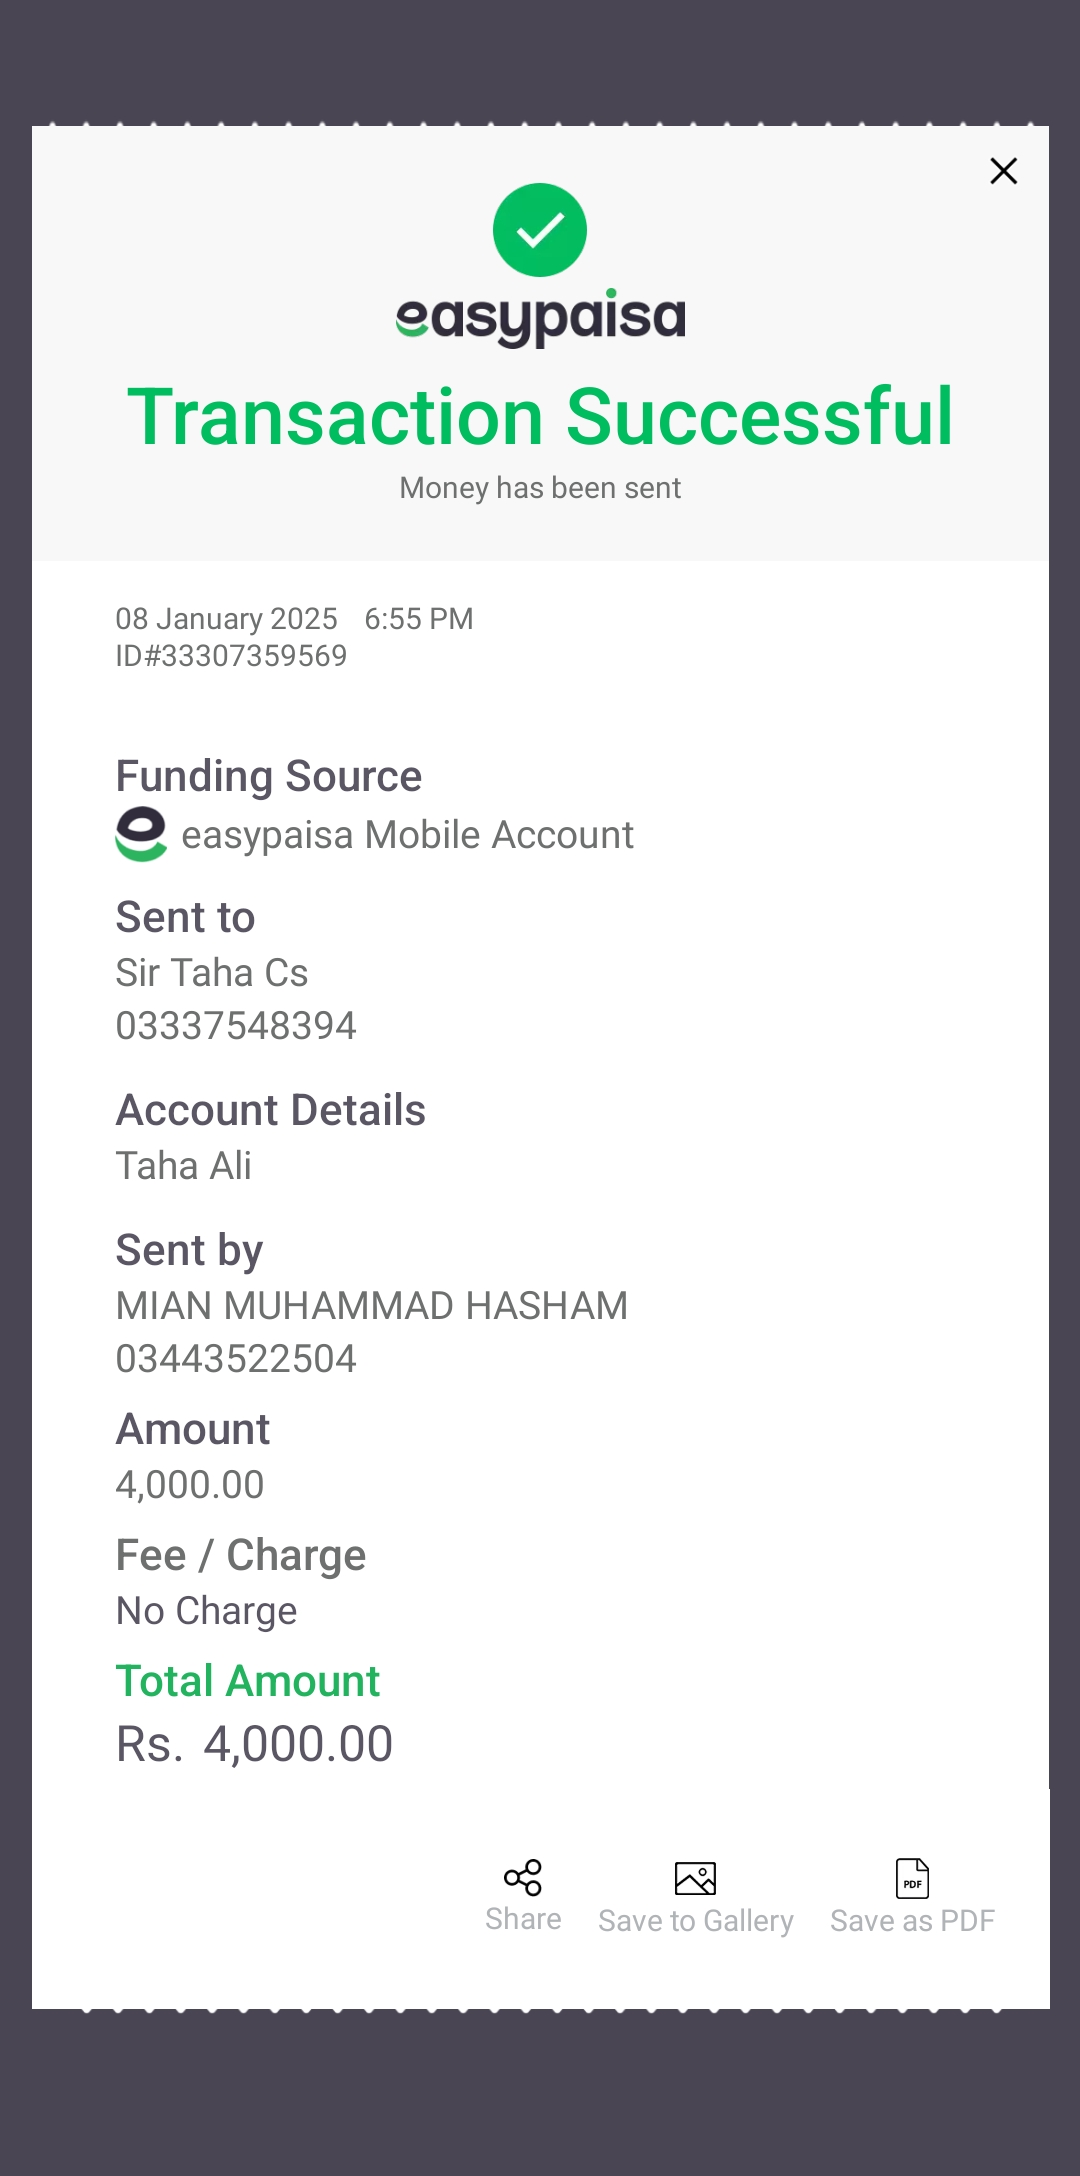 easypaisa
Transaction Successful
Money has been sent
08 January 2025 6:55 PM
ID#33307359569
Funding Source
easypaisa Mobile Account
Sent to
Sir Taha Cs
03337548394
Account Details
Taha Ali
Sent by
MIAN MUHAMMAD HASHAM
03443522504
Amount
4,000.00
Fee / Charge
No Charge
Total Amount
Rs. 4,000.00
PDF
Share Save to Gallery Save as PDF